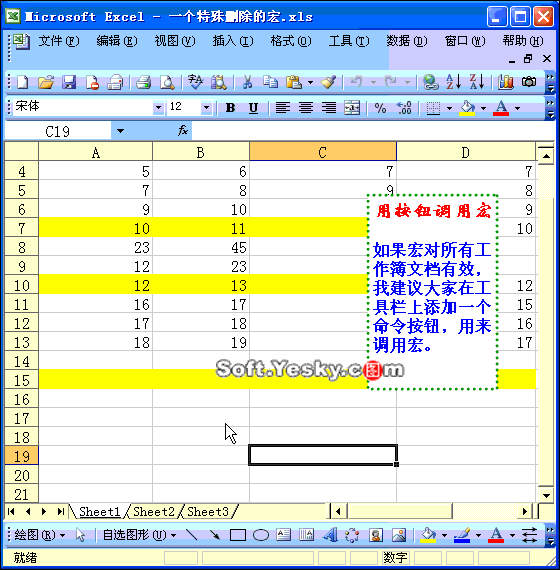 Microsoft Excel - 一个特殊删除的宏.xls
文件(F) 编辑(E) 视图(V) 插入(I) 格式(O) 工具(T) 数据(D) 窗口(W) 帮助(H)
宋体 12 B U % A
C19 fx
A B C D
4 5 6 7 7
5 7 8 9 8
6 9 10 9
7 10 11 10
8 23 45
9 12 23
10 12 13 12
11 16 17 15
12 17 18 16
13 18 19 17
14
15
16
17
18
19
20
21
用按钮调用宏
如果宏对所有工
作簿文档有效，
我建议大家在工
具栏上添加一个
命令按钮，用来
调用宏。
Soft.Yesky.c图m
Sheet1 Sheet2 Sheet3
绘图(R) 自选图形(U) A
就绪 数字